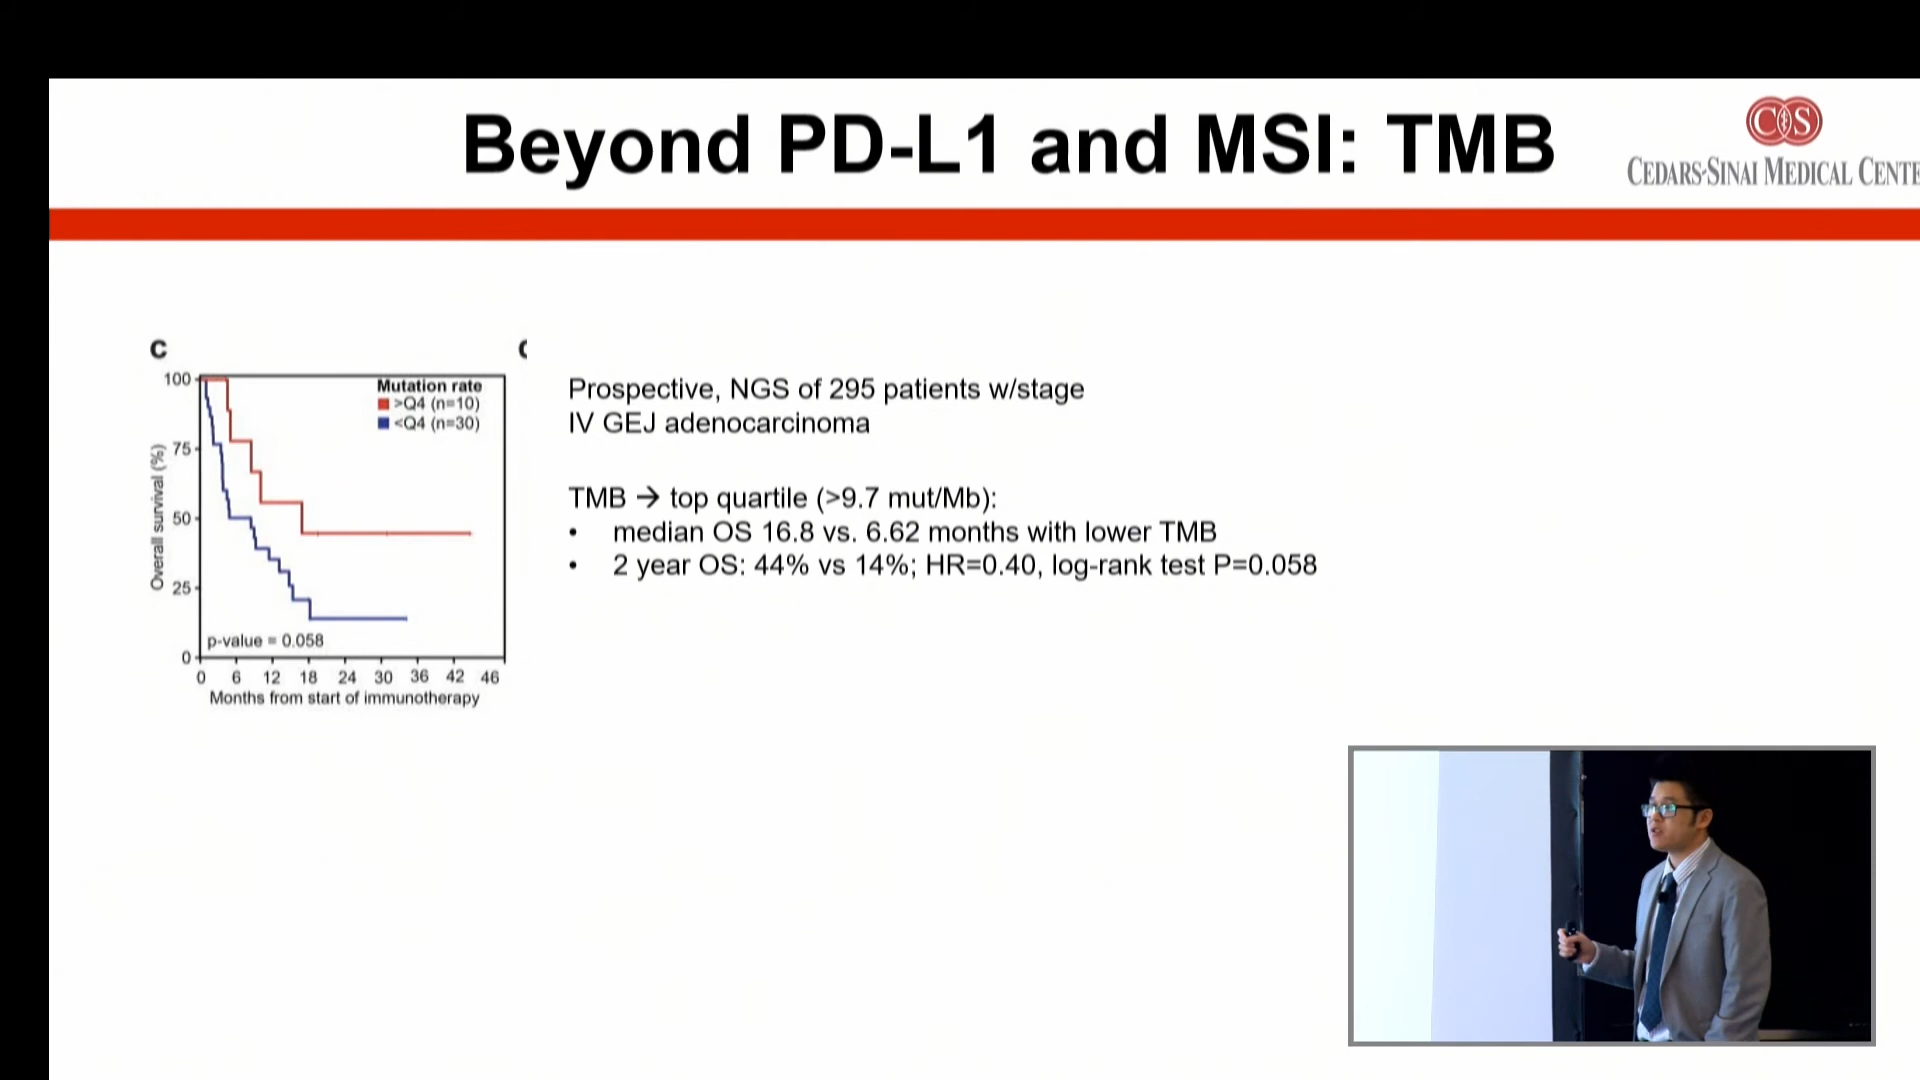 Beyond PD-L1 and MSI: TMB
CS
CEDARS-SINAI MEDICAL CENTE
C
Mutation rate
>Q4 (n=10)
<Q4 (n=30)
100
75
50
25
0
Overall survival (%)
p-value = 0.058
0 6 12 18 24 30 36 42 46
Months from start of immunotherapy
Prospective, NGS of 295 patients w/stage
IV GEJ adenocarcinoma
TMB → top quartile (>9.7 mut/Mb):
• median OS 16.8 vs. 6.62 months with lower TMB
• 2 year OS: 44% vs 14%; HR=0.40, log-rank test P=0.058